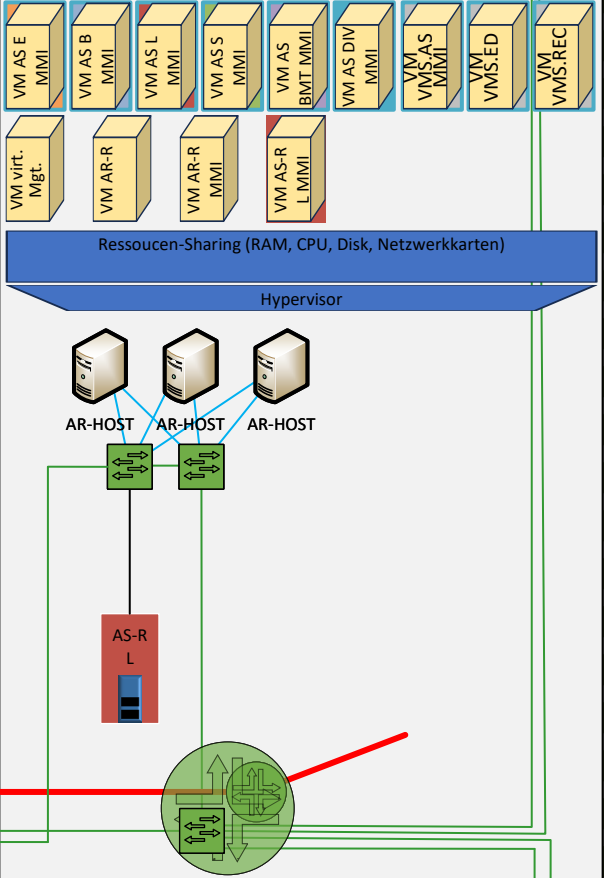 VM AS E
MMI
VM AS B
MMI
VM AS L
MMI
VM AS S
MMI
VM AS
BMT MMI
VM AS DIV
MMI
VM
VMS.AS
MMI
VM
VMS.ED
VM
VMS.REC
VM virt.
Mgt.
VM AR-R
VM AR-R
MMI
VM AS-R
L MMI
Ressoucen-Sharing (RAM, CPU, Disk, Netzwerkkarten)
Hypervisor
AR-HOST
AR-HOST
AR-HOST
AS-R
L